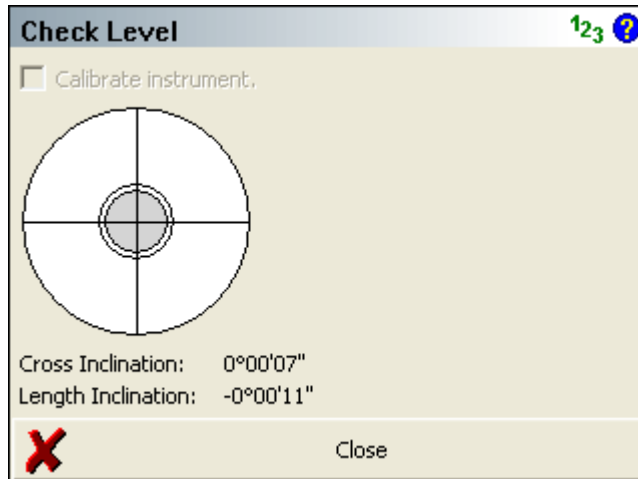 Check Level
123 ?
Calibrate instrument.
Cross Inclination: 0°00'07"
Length Inclination: -0°00'11"
Close